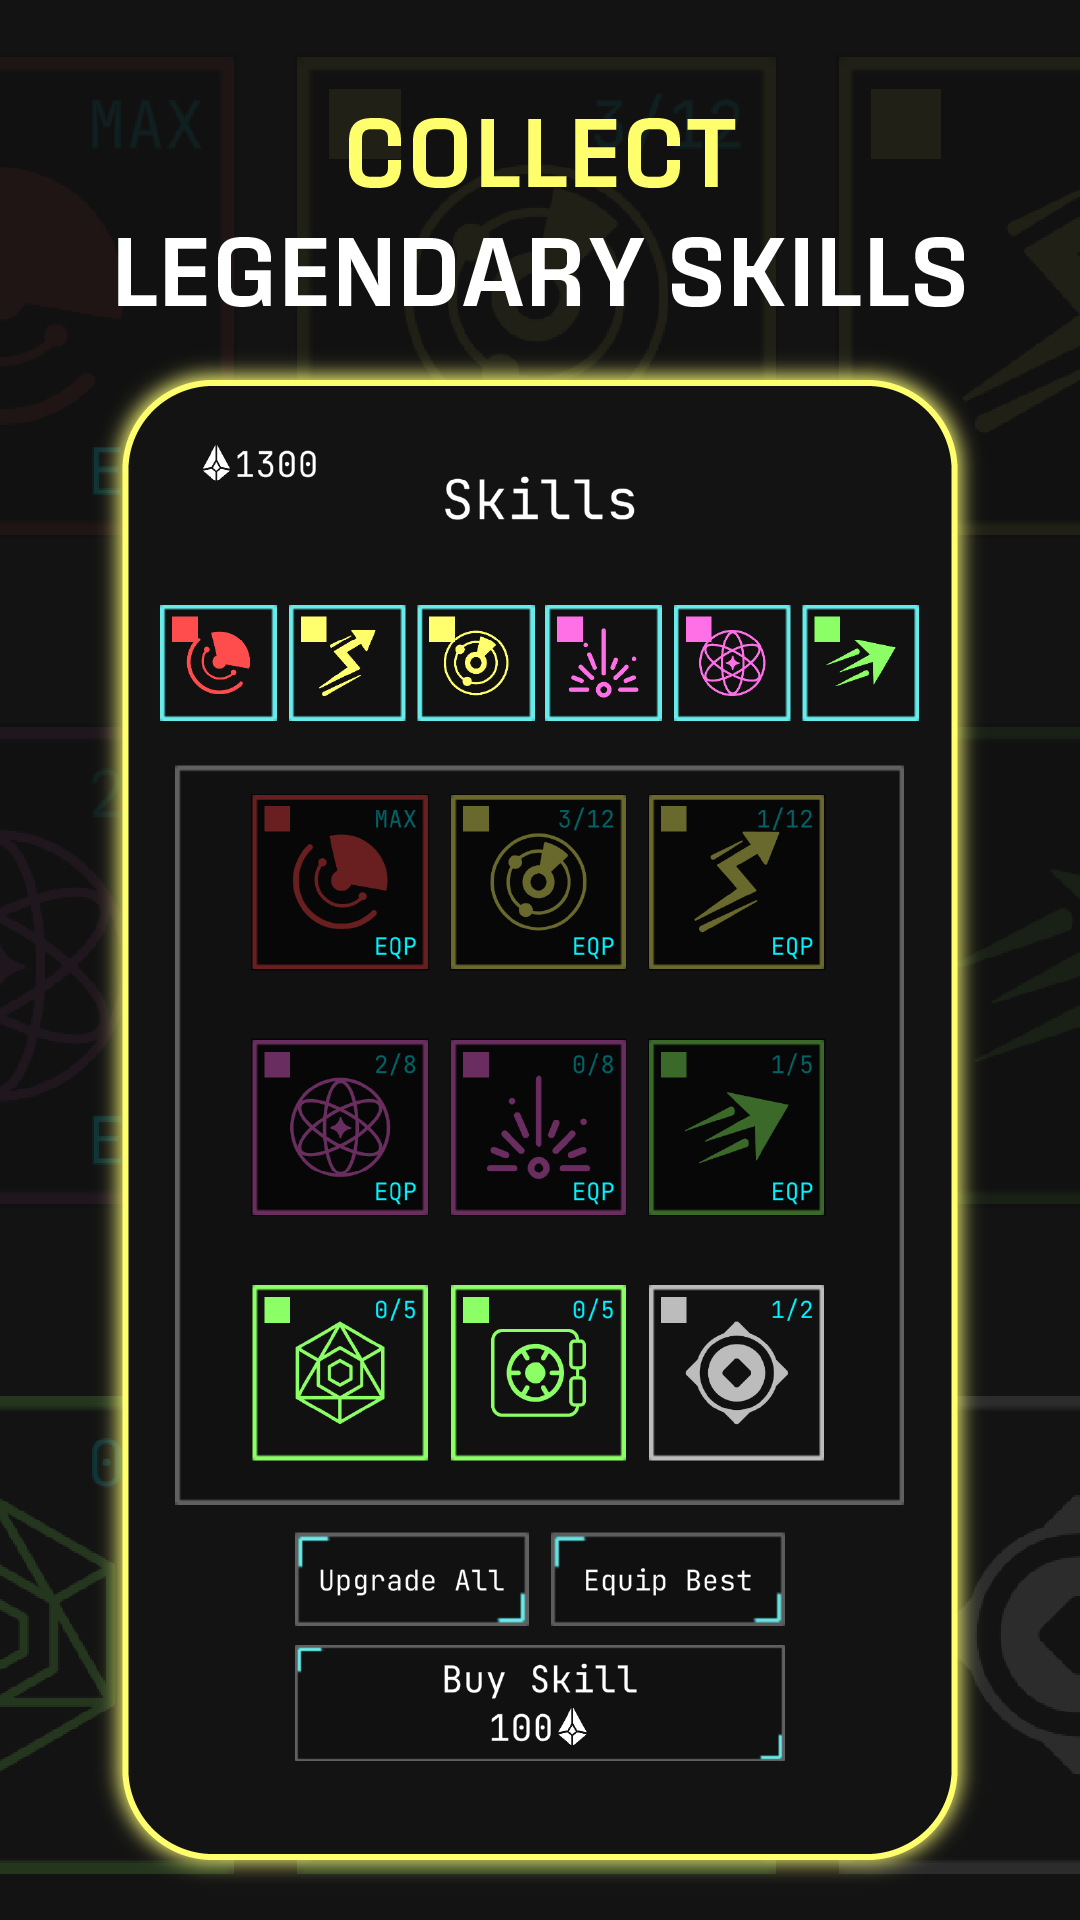 COLLECT
LEGENDARY SKILLS
1300
Skills
MAX
3/12
1/12
EQP
EQP
EQP
2/8
0/8
1/5
EQP
EQP
EQP
0/5
0/5
1/2
Upgrade All
Equip Best
Buy Skill
100